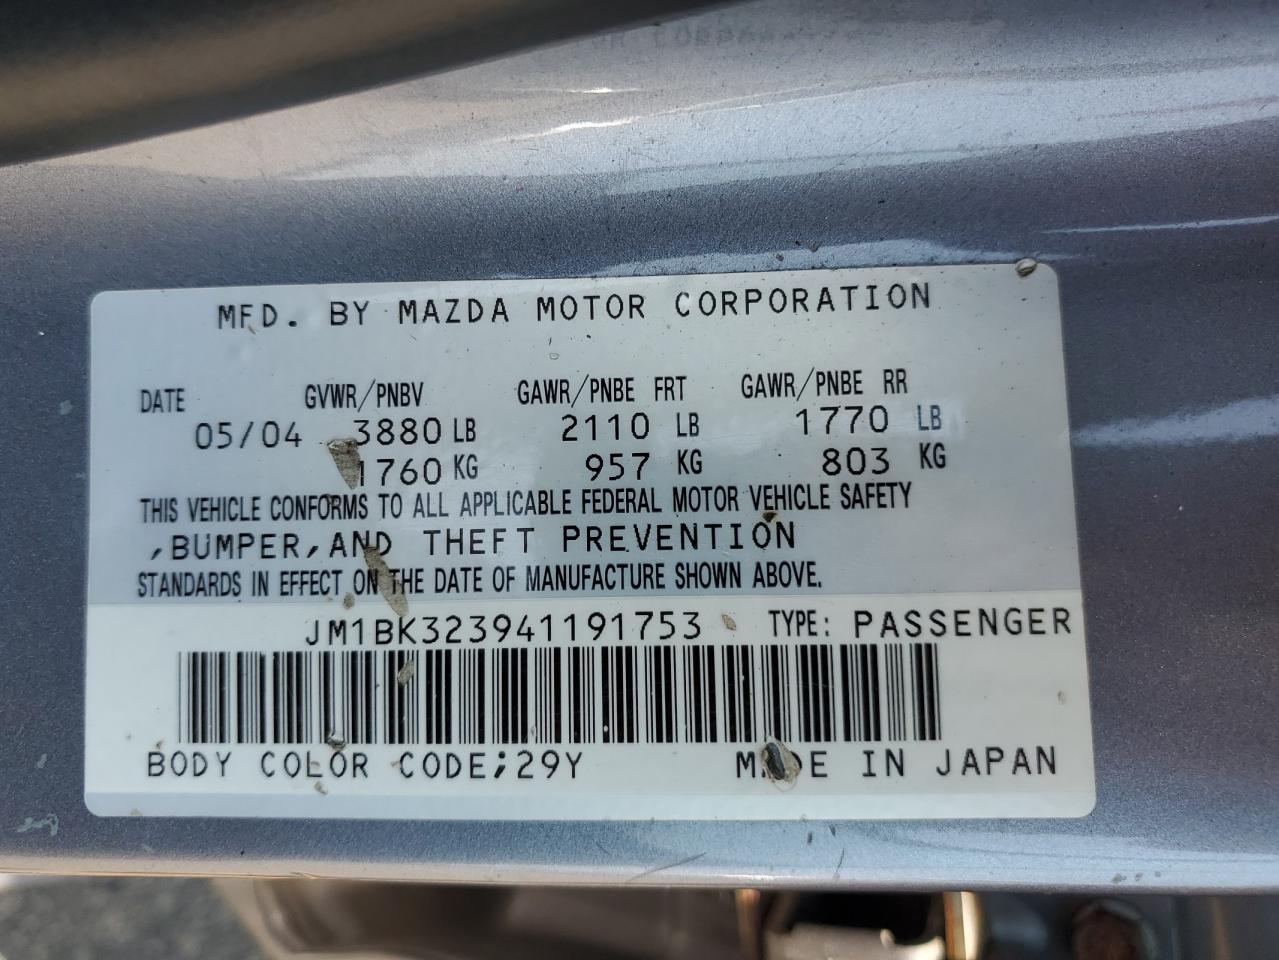 MFD. BY MAZDA MOTOR CORPORATION
DATE GVWR/PNBV GAWR/PNBE FRT GAWR/PNBE RR
05/04 3880 LB 2110 LB 1770 LB
1760 KG 957 KG 803 KG
THIS VEHICLE CONFORMS TO ALL APPLICABLE FEDERAL MOTOR VEHICLE SAFETY
,BUMPER,AND THEFT PREVENTION
STANDARDS IN EFFECT ON THE DATE OF MANUFACTURE SHOWN ABOVE.
JM1BK323941191753 TYPE: PASSENGER
BODY COLOR CODE;29Y MADE IN JAPAN